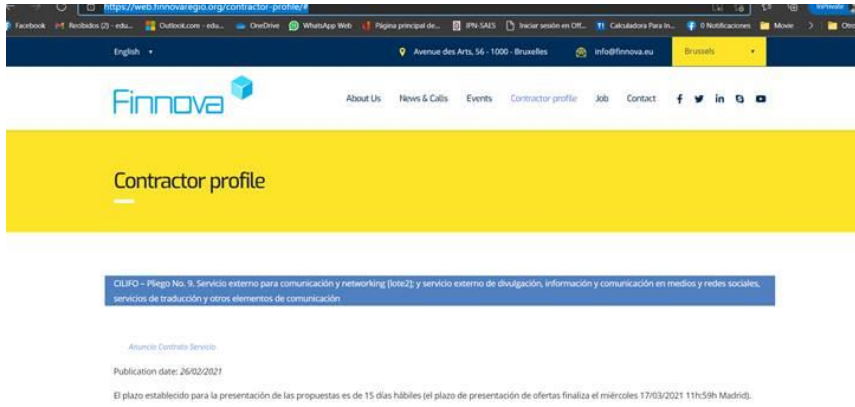 https://web.finnovaregio.org/contractor-profile/#
Facebook Recibidos (2) - edu... Outlook.com - edu... OneDrive WhatsApp Web Página principal de... IPN-SAES Iniciar sesión en Off... Calculadora Para In... 0 Notificaciones Movie
English Avenue des Arts, 56 - 1000 - Bruxelles info@finnova.eu Brussels
Finnova About Us News & Calls Events Contractor profile Job Contact
Contractor profile
CILIFO – Pliego No. 9. Servicio externo para comunicación y networking [lote2]; y servicio externo de divulgación, información y comunicación en medios y redes sociales,
servicios de traducción y otros elementos de comunicación
Anuncio Contrato Servicio
Publication date: 26/02/2021
El plazo establecido para la presentación de las propuestas es de 15 días hábiles (el plazo de presentación de ofertas finaliza el miércoles 17/03/2021 11h:59h Madrid).